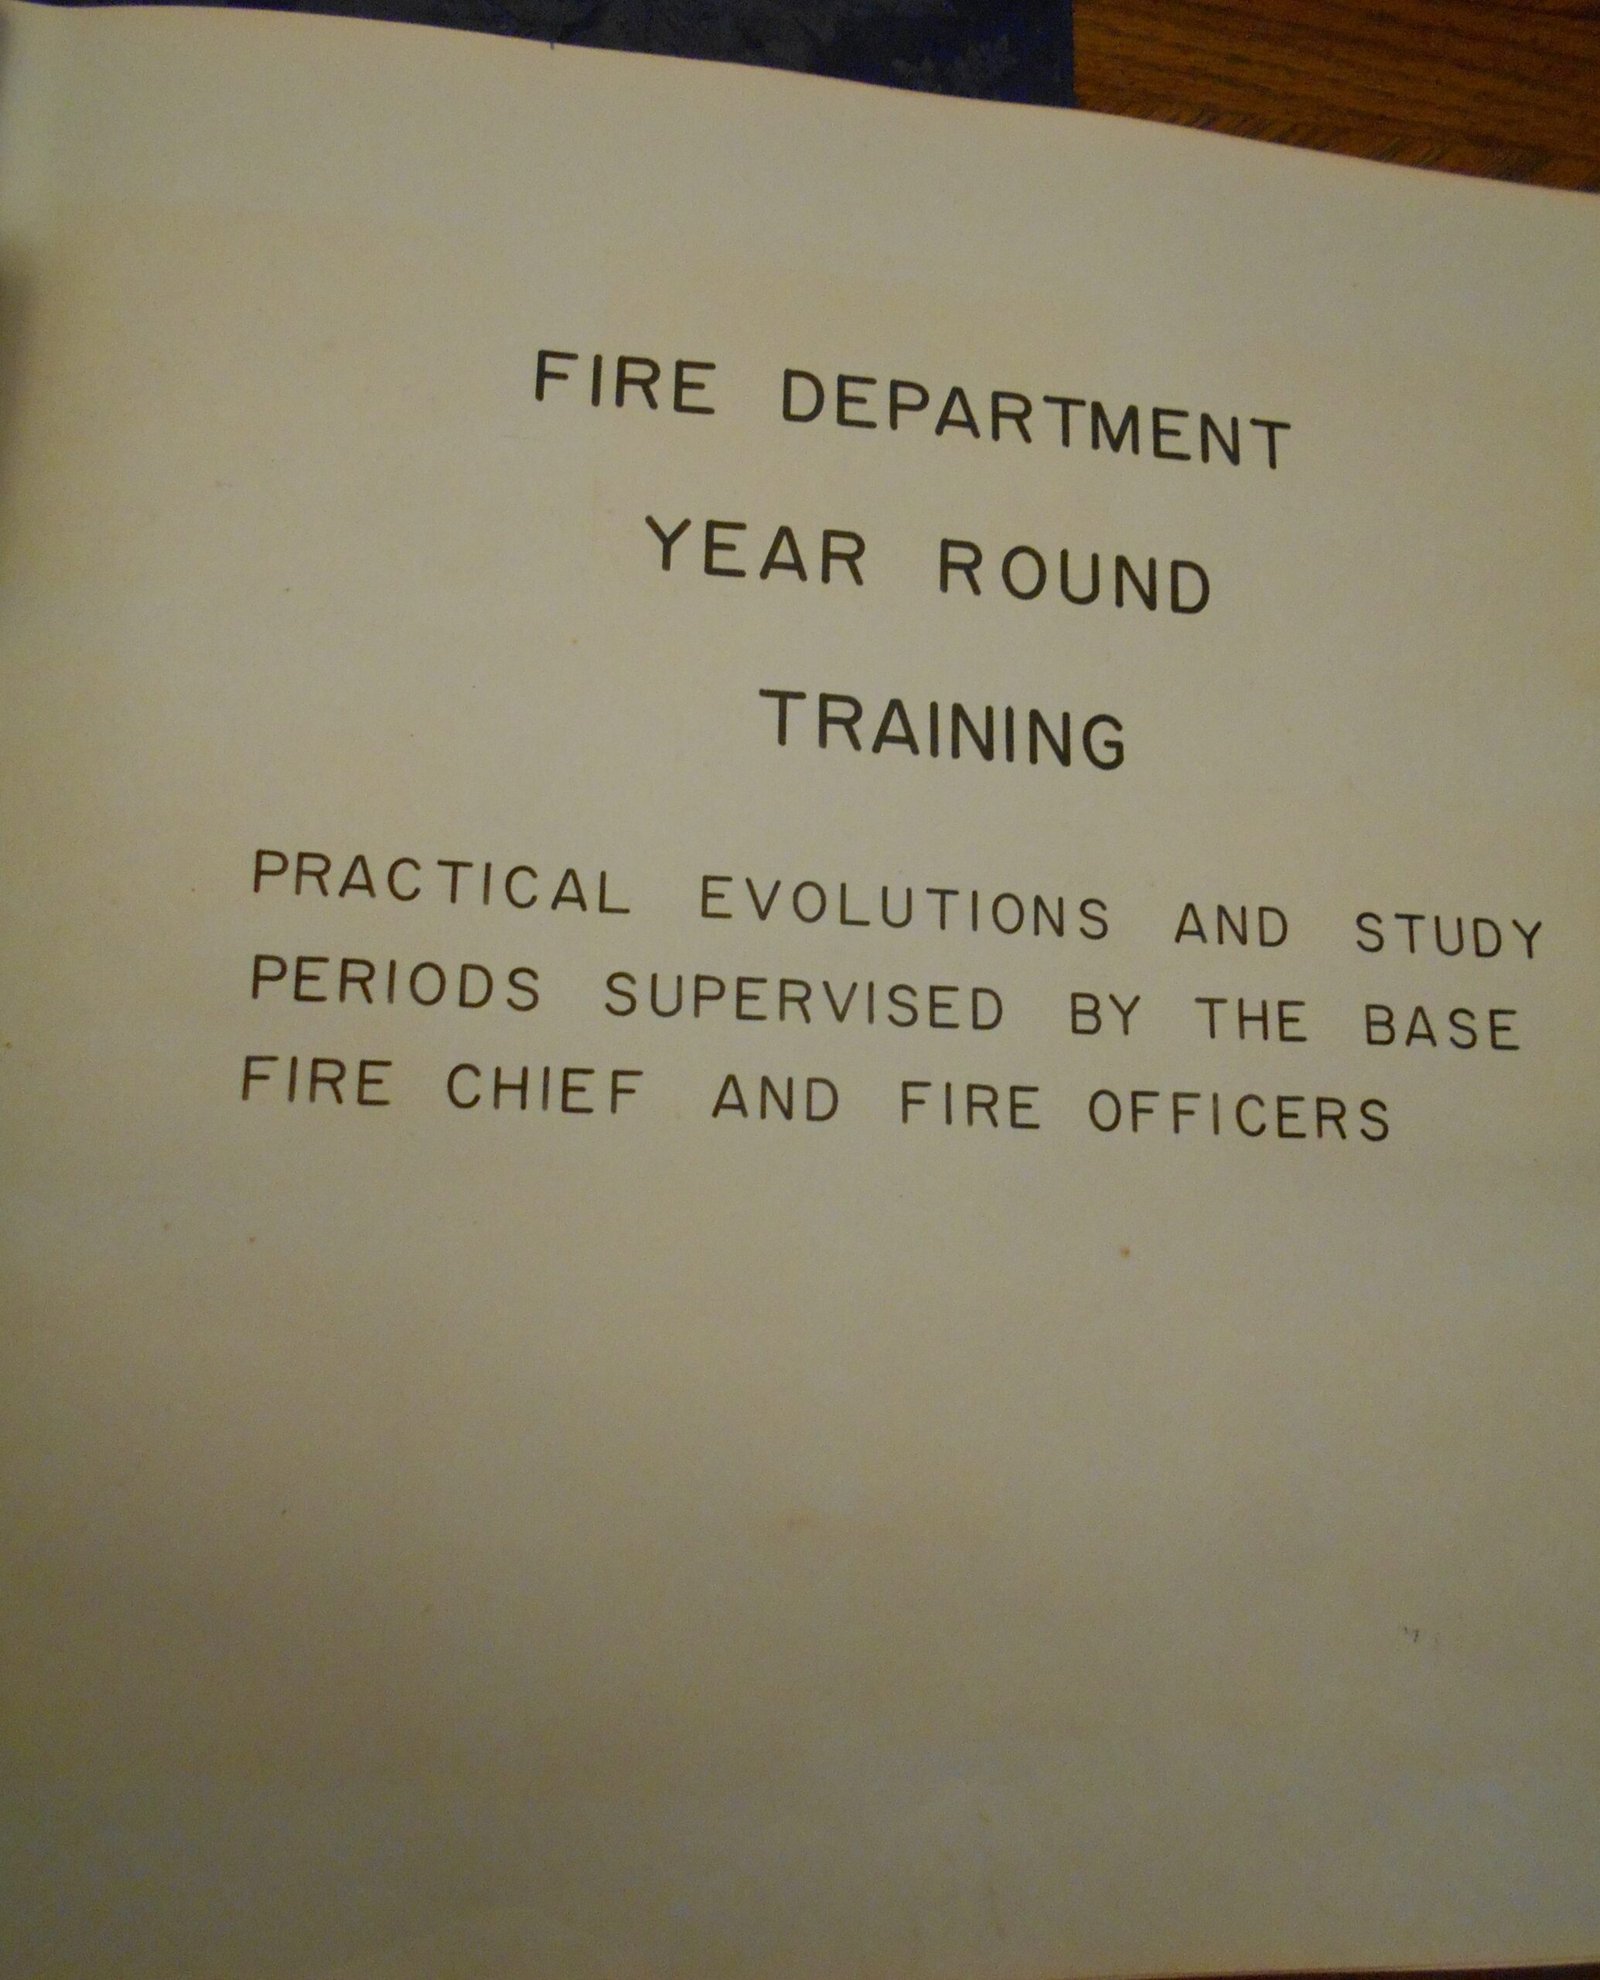 FIRE DEPARTMENT
YEAR ROUND
TRAINING
PRACTICAL EVOLUTIONS AND STUDY
PERIODS SUPERVISED BY THE BASE
FIRE CHIEF AND FIRE OFFICERS